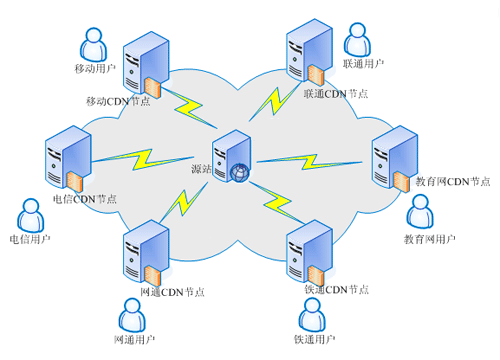 移动用户
联通用户
移动CDN节点
联通CDN节点
源站
电信CDN节点
教育网CDN节点
电信用户
教育网用户
网通CDN节点
铁通CDN节点
网通用户
铁通用户